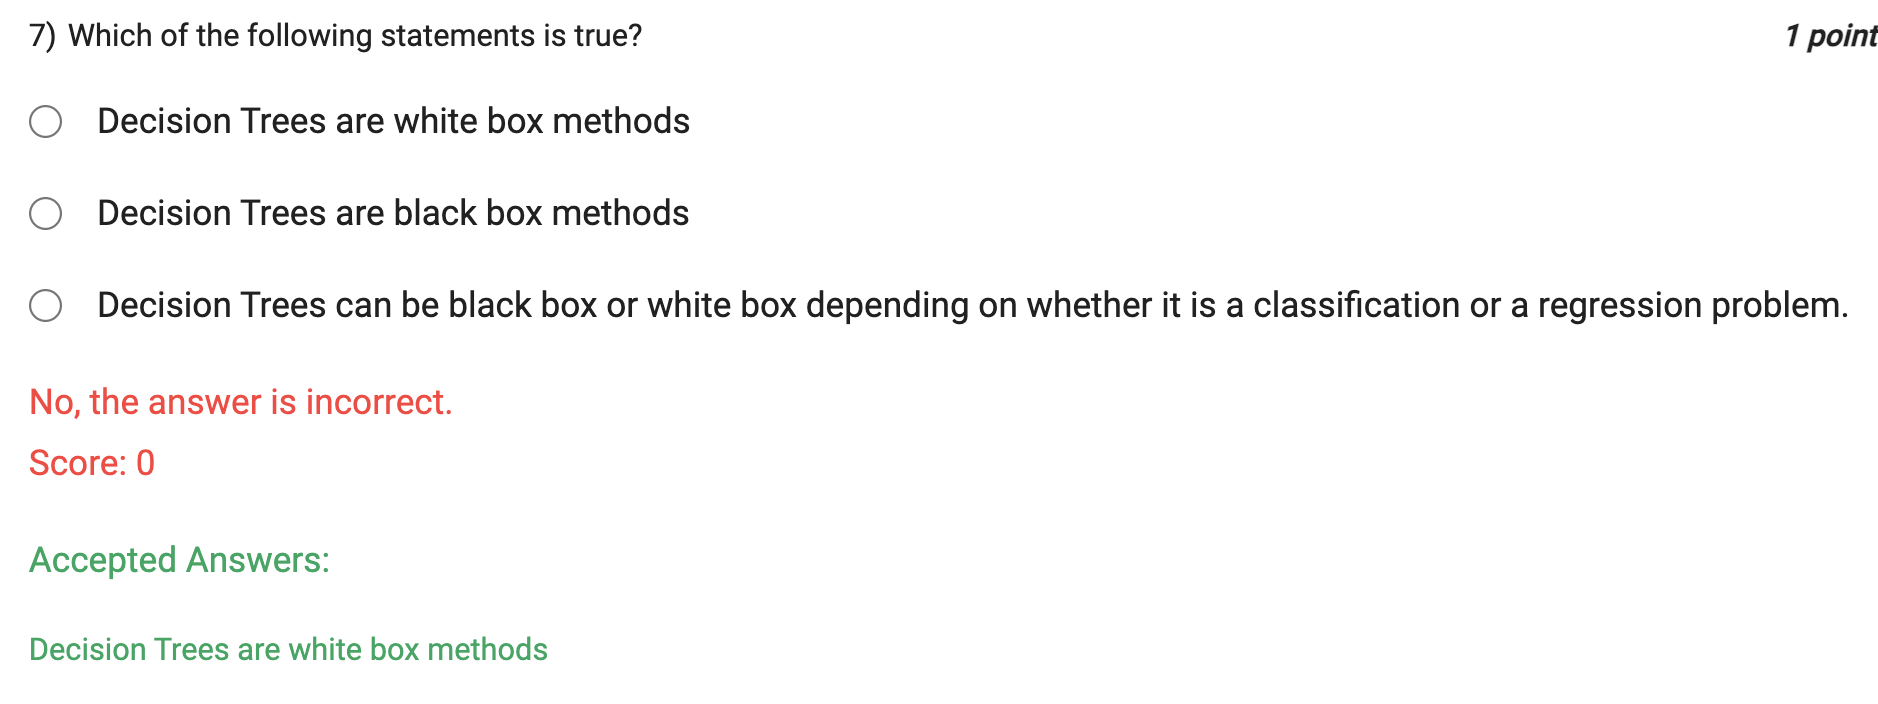 7) Which of the following statements is true?
1 point
Decision Trees are white box methods
Decision Trees are black box methods
Decision Trees can be black box or white box depending on whether it is a classification or a regression problem.
No, the answer is incorrect.
Score: 0
Accepted Answers:
Decision Trees are white box methods